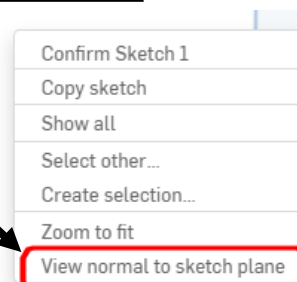 Confirm Sketch 1
Copy sketch
Show all
Select other...
Create selection...
Zoom to fit
View normal to sketch plane